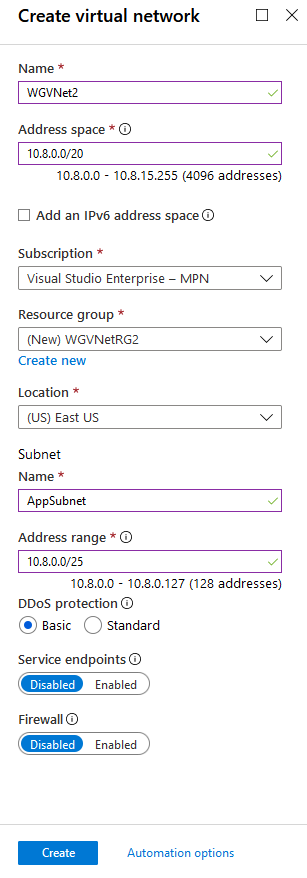 Create virtual network
Name *
WGVNet2
Address space *
10.8.0.0/20
10.8.0.0 - 10.8.15.255 (4096 addresses)
Add an IPv6 address space
Subscription *
Visual Studio Enterprise – MPN
Resource group *
(New) WGVNetRG2
Create new
Location *
(US) East US
Subnet
Name *
AppSubnet
Address range *
10.8.0.0/25
10.8.0.0 - 10.8.0.127 (128 addresses)
DDoS protection
Basic Standard
Service endpoints
Disabled Enabled
Firewall
Disabled Enabled
Create Automation options